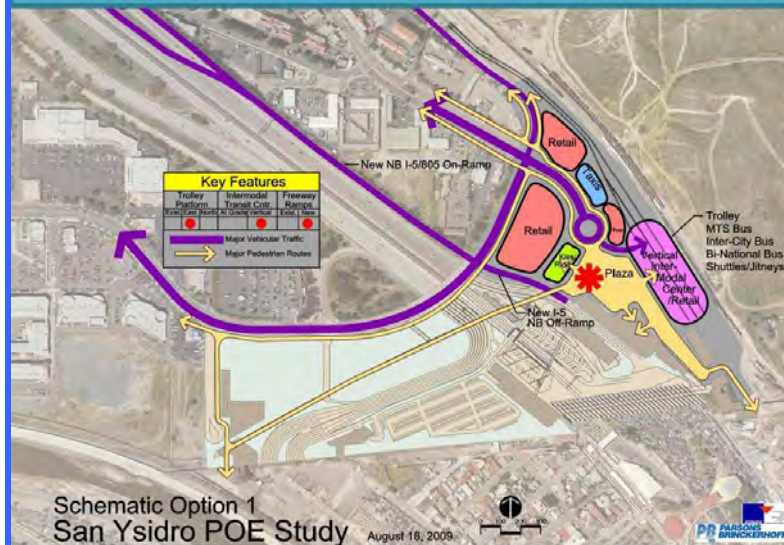 Retail
Taxis
New NB I-5/805 On-Ramp
Key Features
Trolley Platform
Intermodal Transit Cntr.
Freeway Ramps
Exist. East North At Grade Vertical Exist. New
Major Vehicular Traffic
Major Pedestrian Routes
Retail
Trolley
MTS Bus
Inter-City Bus
Bi-National Bus
Shuttles/Jitneys
Vertical
Inter-
Modal
Center
/Retail
Plaza
New I-5
NB Off-Ramp
Schematic Option 1
San Ysidro POE Study
August 18, 2009
PB PARSONS
BRINCKERHOFF